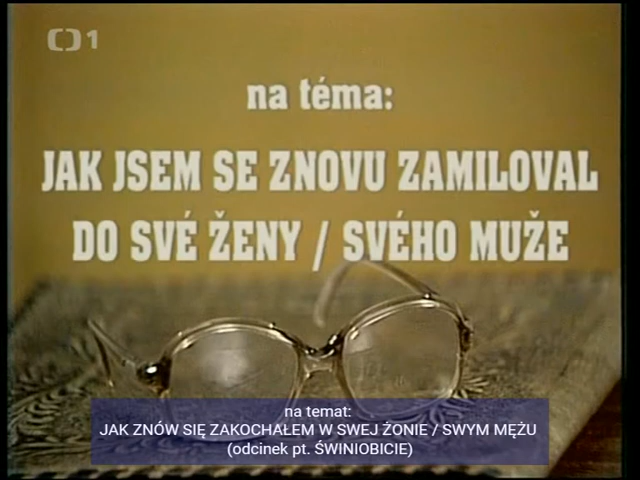 1
na téma:
JAK JSEM SE ZNOVU ZAMILOVAL
DO SVÉ ŽENY / SVÉHO MUŽE
na temat:
JAK ZNÓW SIĘ ZAKOCHAŁEM W SWEJ ŻONIE / SWYM MĘŻU
(odcinek pt. ŚWINIOBICIE)